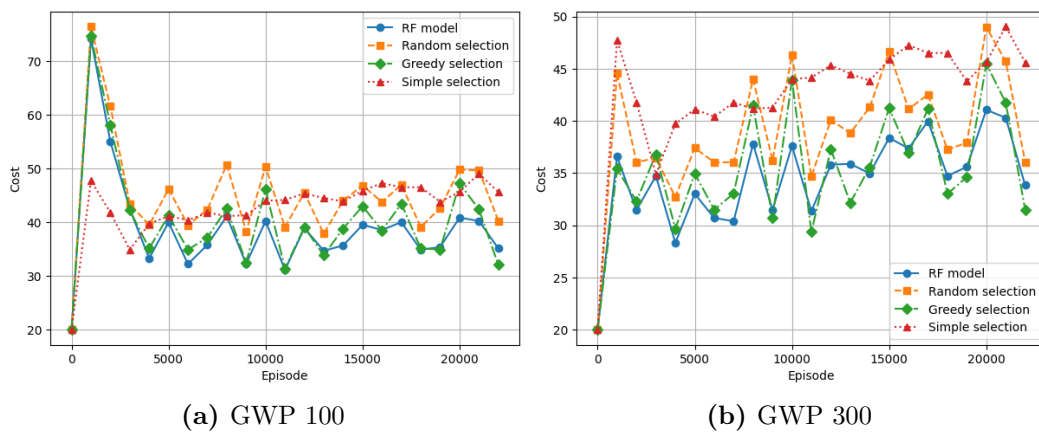 70
60
50
40
30
20
Cost
0
5000
10000
15000
20000
Episode
RF model
Random selection
Greedy selection
Simple selection
(a) GWP 100
50
45
40
35
30
25
20
Cost
0
5000
10000
15000
20000
Episode
RF model
Random selection
Greedy selection
Simple selection
(b) GWP 300